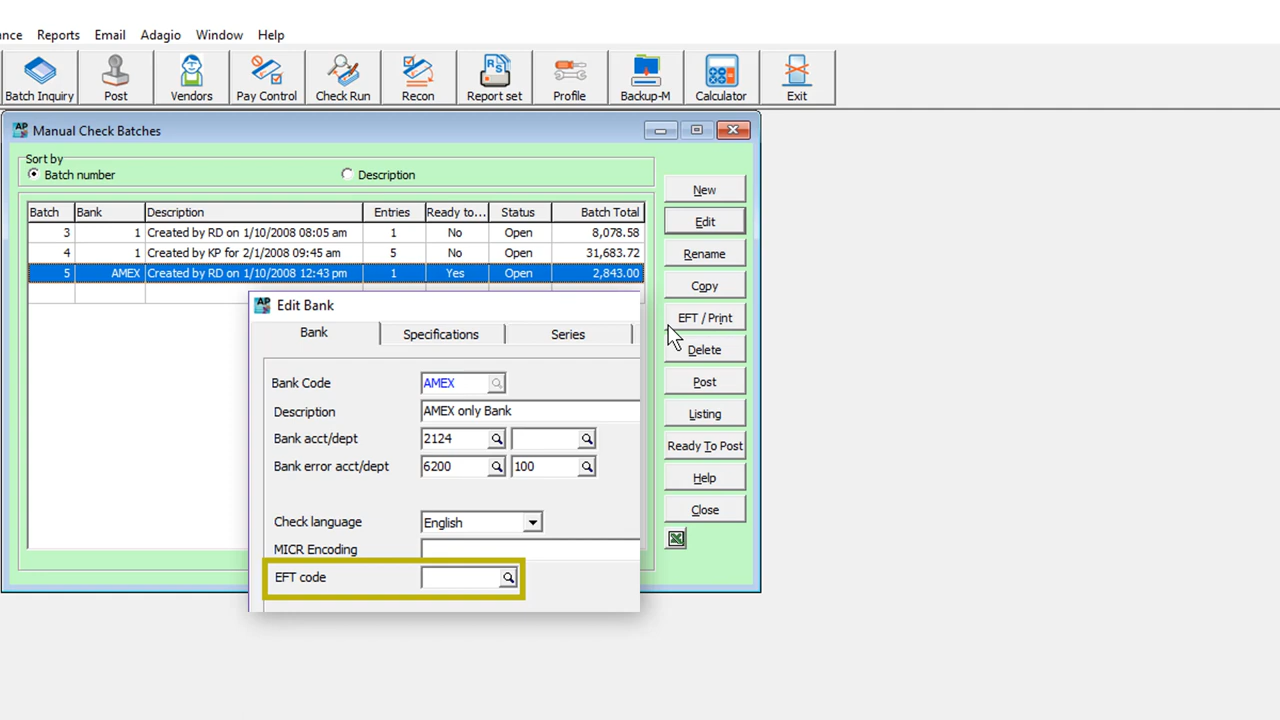 nce Reports Email Adagio Window Help
Batch Inquiry Post Vendors Pay Control Check Run Recon Report set Profile Backup-M Calculator Exit
AP Manual Check Batches
Sort by
Batch number Description
Batch Bank Description Entries Ready to... Status Batch Total
3 1 Created by RD on 1/10/2008 08:05 am 1 No Open 8,078.58
4 1 Created by KP for 2/1/2008 09:45 am 5 No Open 31,683.72
5 AMEX Created by RD on 1/10/2008 12:43 pm 1 Yes Open 2,843.00
New
Edit
Rename
Copy
EFT / Print
Delete
Post
Listing
Ready To Post
Help
Close
AP Edit Bank
Bank Specifications Series
Bank Code AMEX
Description AMEX only Bank
Bank acct/dept 2124
Bank error acct/dept 6200 100
Check language English
MICR Encoding
EFT code